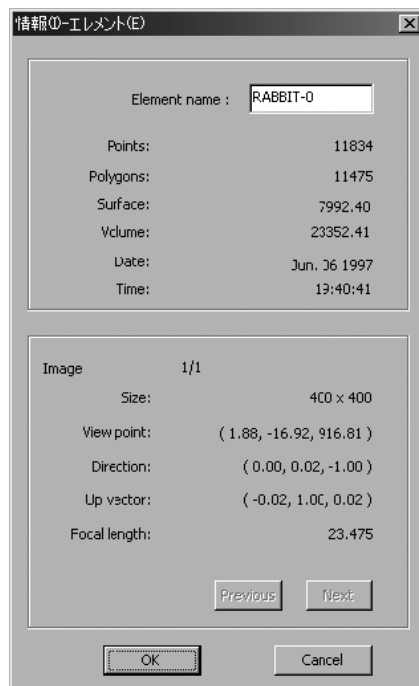 情報(I)-エレメント(E)
Element name : RABBIT-0
Points: 11834
Polygons: 11475
Surface: 7992.40
Volume: 23352.41
Date: Jun. 06 1997
Time: 19:40:41
Image 1/1
Size: 400 x 400
View point: ( 1.88, -16.92, 916.81 )
Direction: ( 0.00, 0.02, -1.00 )
Up vector: ( -0.02, 1.00, 0.02 )
Focal length: 23.475
Previous Next
OK Cancel